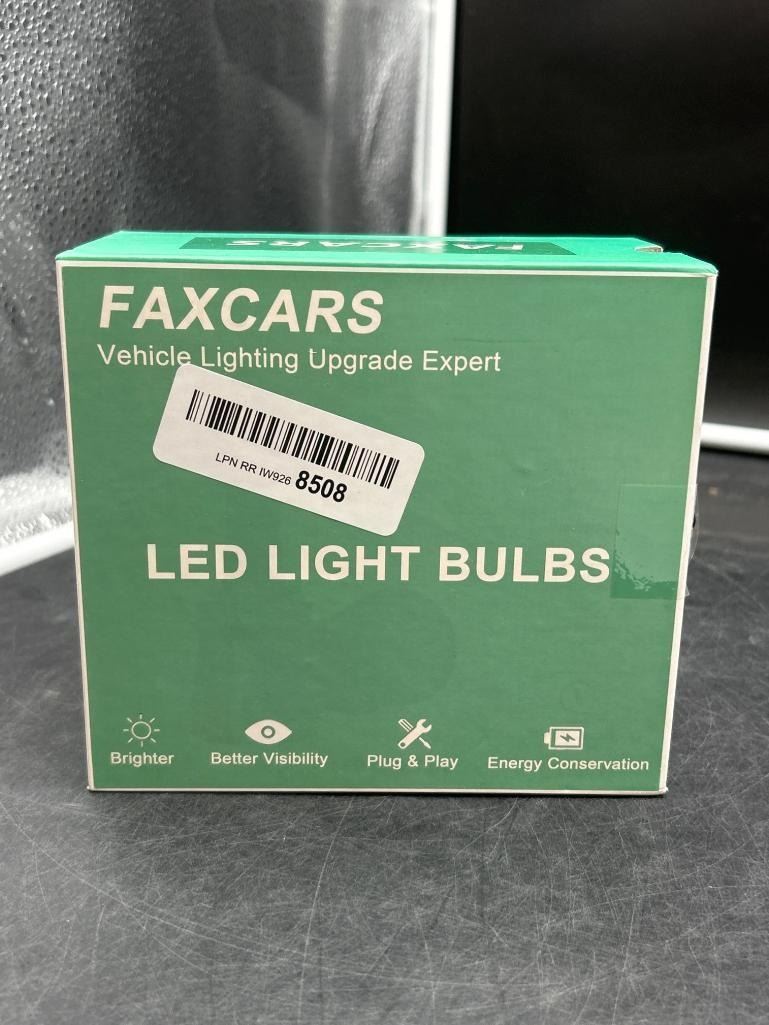 FAXCARS
FAXCARS
Vehicle Lighting Upgrade Expert
LPN RR IW926 8508
LED LIGHT BULBS
Brighter
Better Visibility
Plug & Play
Energy Conservation